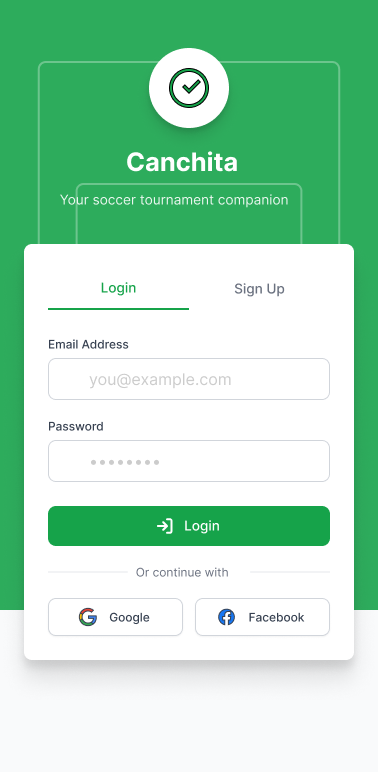 Canchita
Your soccer tournament companion
Login Sign Up
Email Address
you@example.com
Password
••••••••
Login
Or continue with
Google Facebook